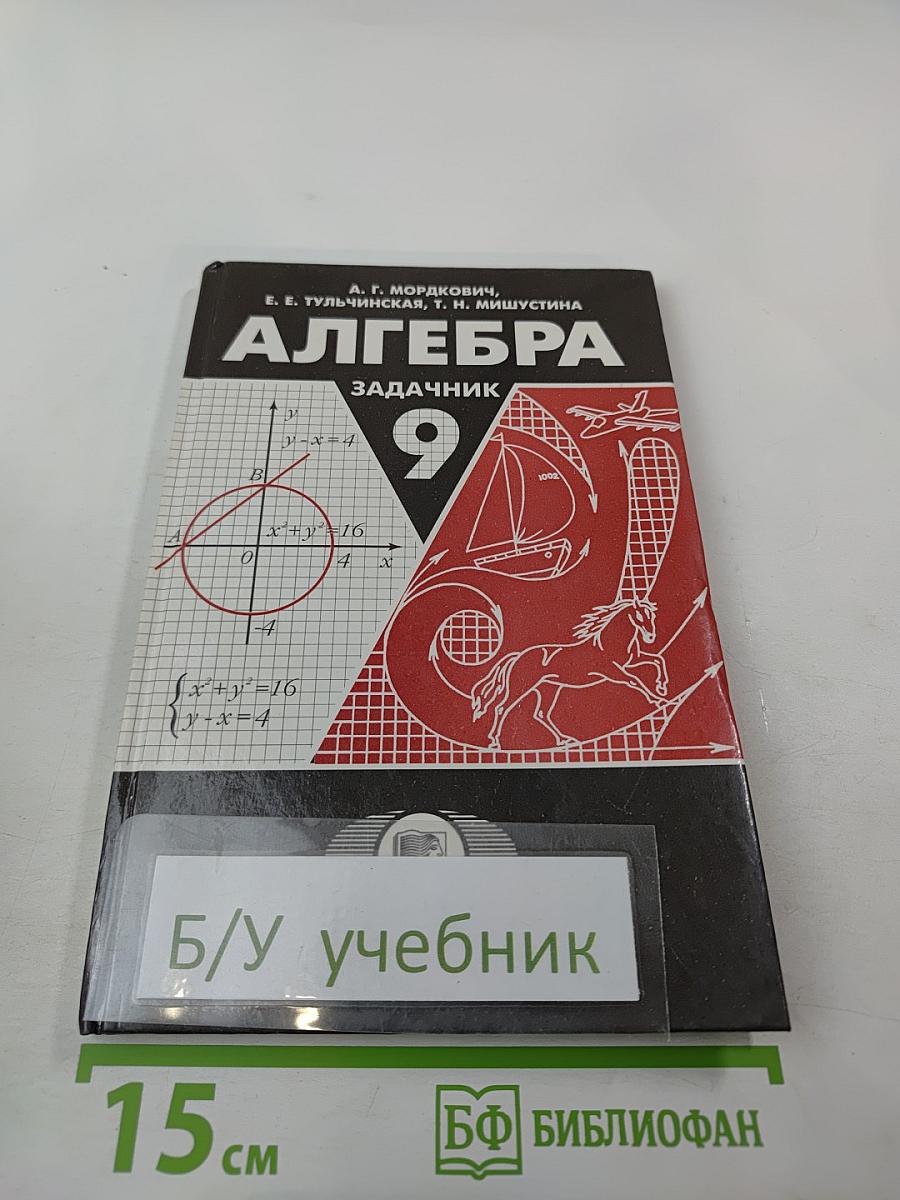 А. Г. МОРДКОВИЧ,
Е. Е. ТУЛЬЧИНСКАЯ, Т. Н. МИШУСТИНА
АЛГЕБРА
ЗАДАЧНИК
9
y
y - x = 4
B
A
x²+y²=16
0
4
x
-4
x²+y²=16
y - x = 4
1002
Б/У учебник
15 см
БФ БИБЛИОФАН